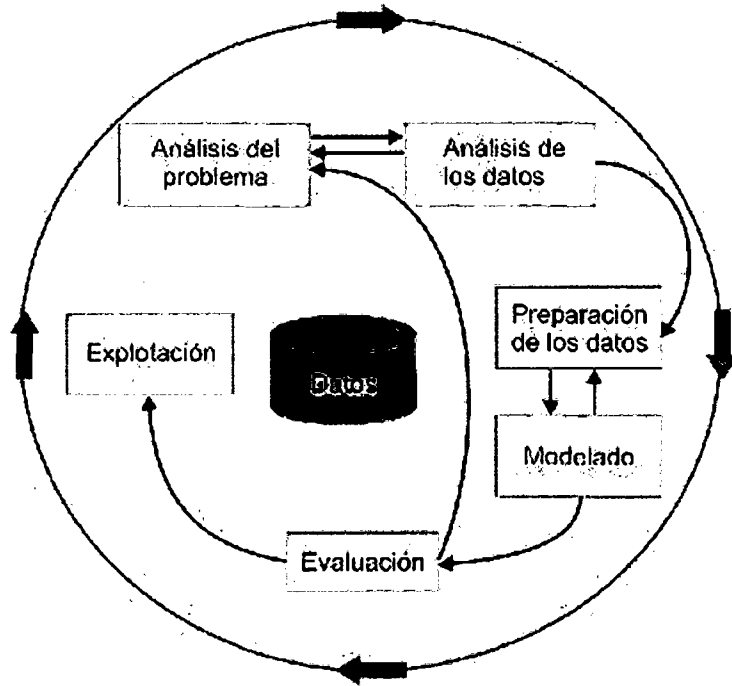 Análisis del
problema
Análisis de
los datos
Preparación
de los datos
Explotación
Datos
Modelado
Evaluación